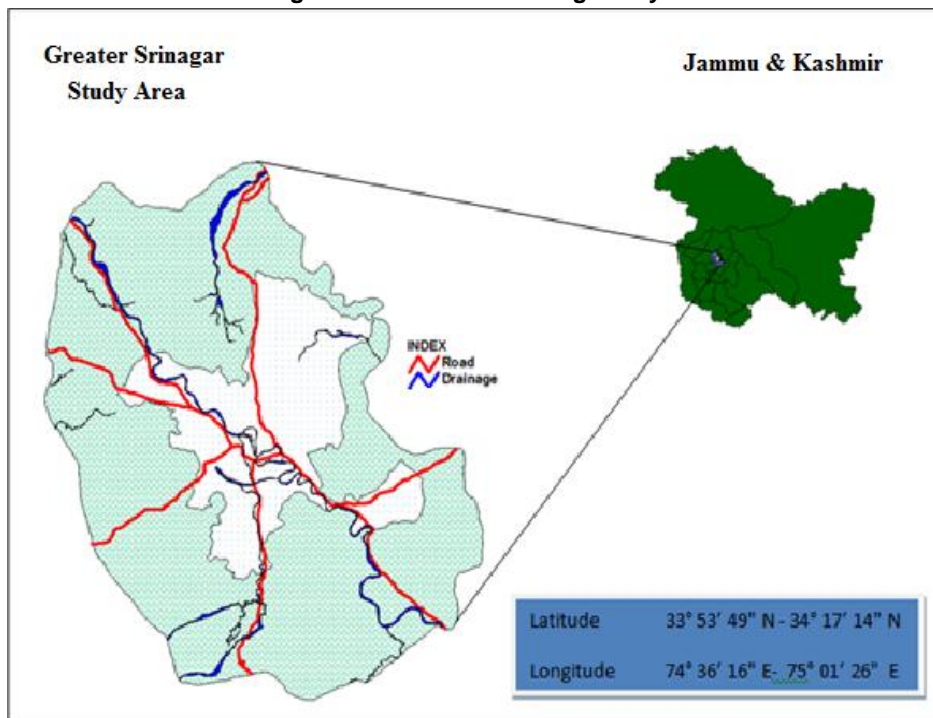 Greater Srinagar
Study Area
Jammu & Kashmir
INDEX
Road
Drainage
Latitude 33° 53' 49" N - 34° 17' 14" N
Longitude 74° 36' 16" E- 75° 01' 26" E